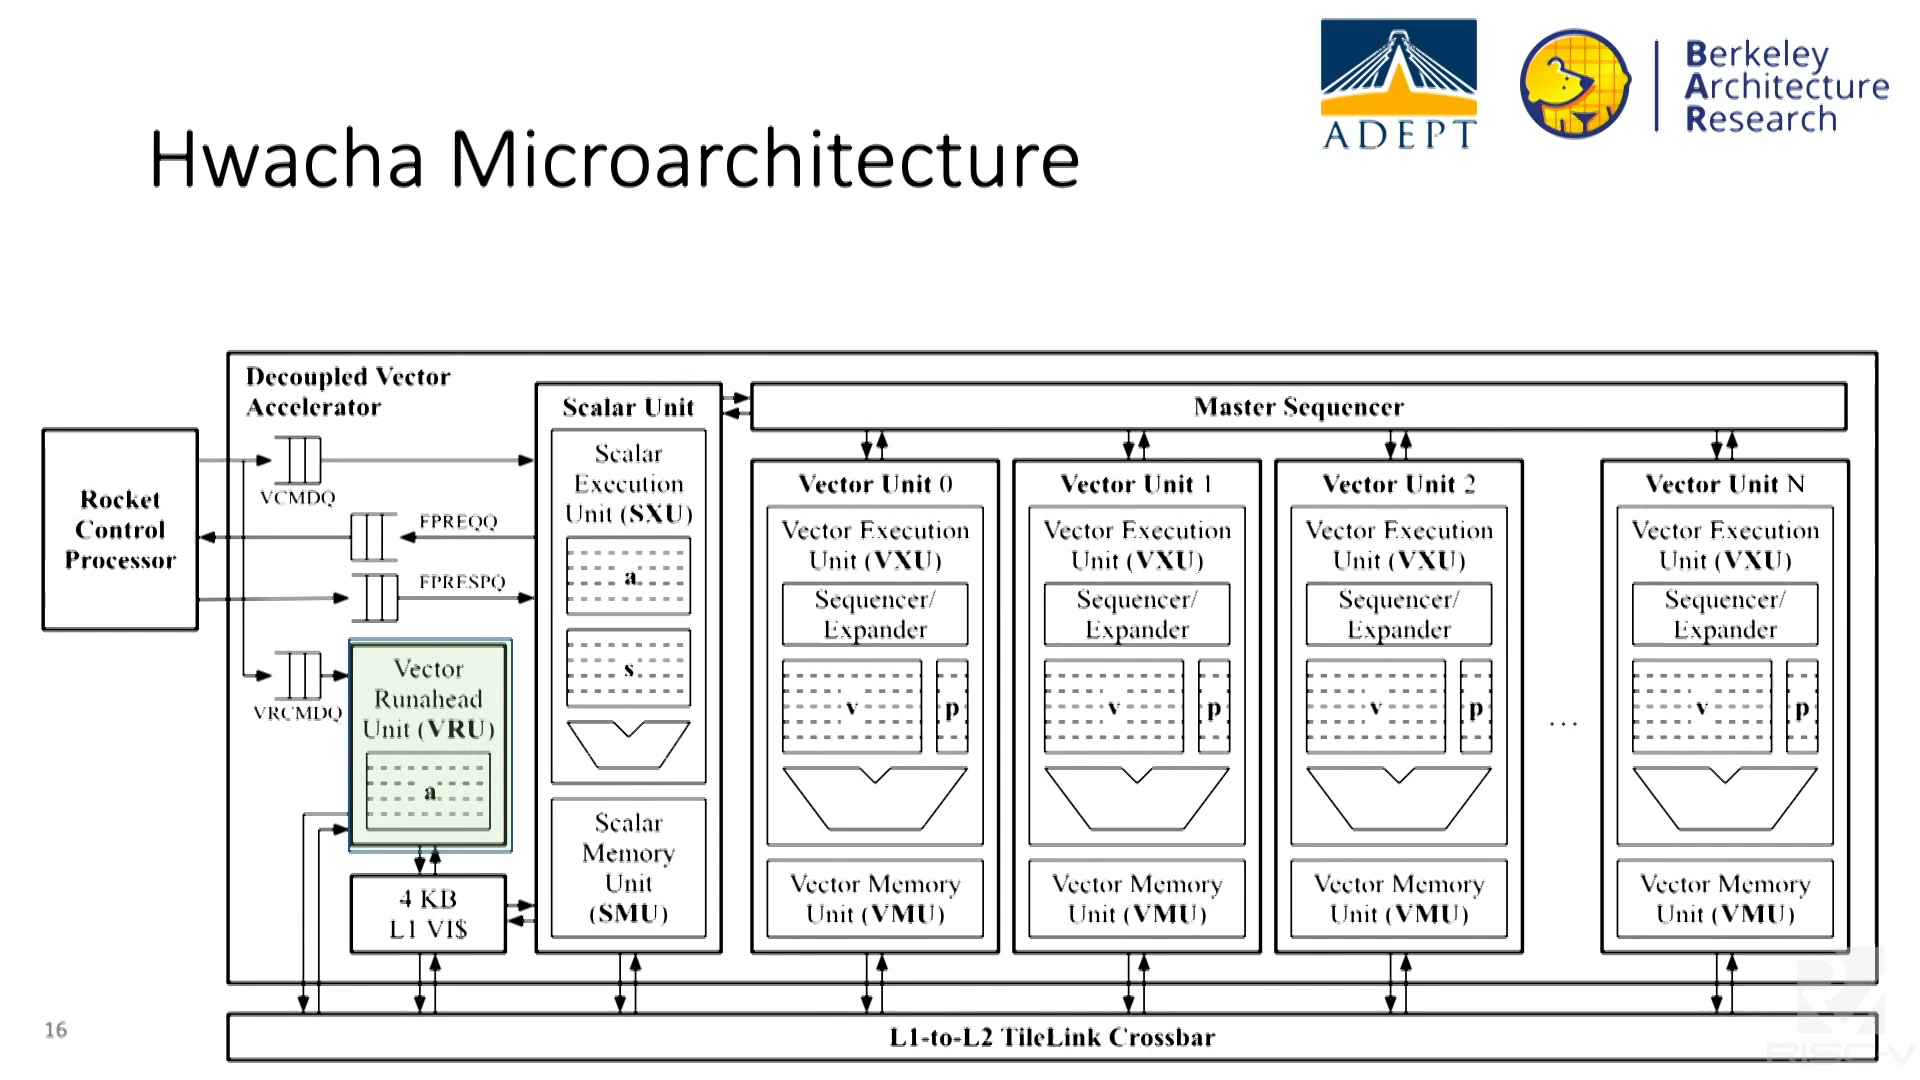 ADEPT
Berkeley
Architecture
Research
Hwacha Microarchitecture
Decoupled Vector
Accelerator
Rocket
Control
Processor
VCMDQ
FPREQQ
FPRESPQ
VRCMDQ
Vector
Runahead
Unit (VRU)
a
4 KB
L1 VI$
Scalar Unit
Scalar
Execution
Unit (SXU)
a
s
Scalar
Memory
Unit
(SMU)
Master Sequencer
Vector Unit 0
Vector Execution
Unit (VXU)
Sequencer/
Expander
v
p
Vector Memory
Unit (VMU)
Vector Unit 1
Vector Execution
Unit (VXU)
Sequencer/
Expander
v
p
Vector Memory
Unit (VMU)
Vector Unit 2
Vector Execution
Unit (VXU)
Sequencer/
Expander
v
p
Vector Memory
Unit (VMU)
...
Vector Unit N
Vector Execution
Unit (VXU)
Sequencer/
Expander
v
p
Vector Memory
Unit (VMU)
L1-to-L2 TileLink Crossbar
16
RISC-V